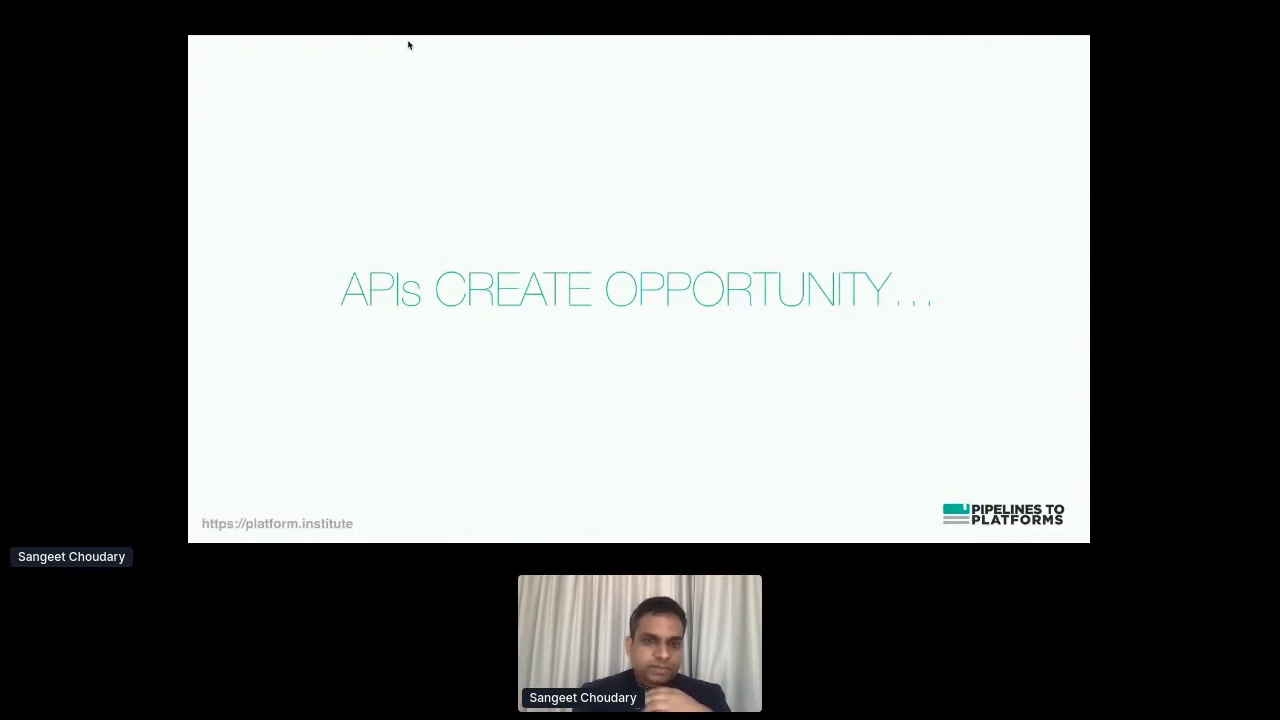 APIs CREATE OPPORTUNITY...
https://platform.institute
PIPELINES TO
PLATFORMS
Sangeet Choudary
Sangeet Choudary